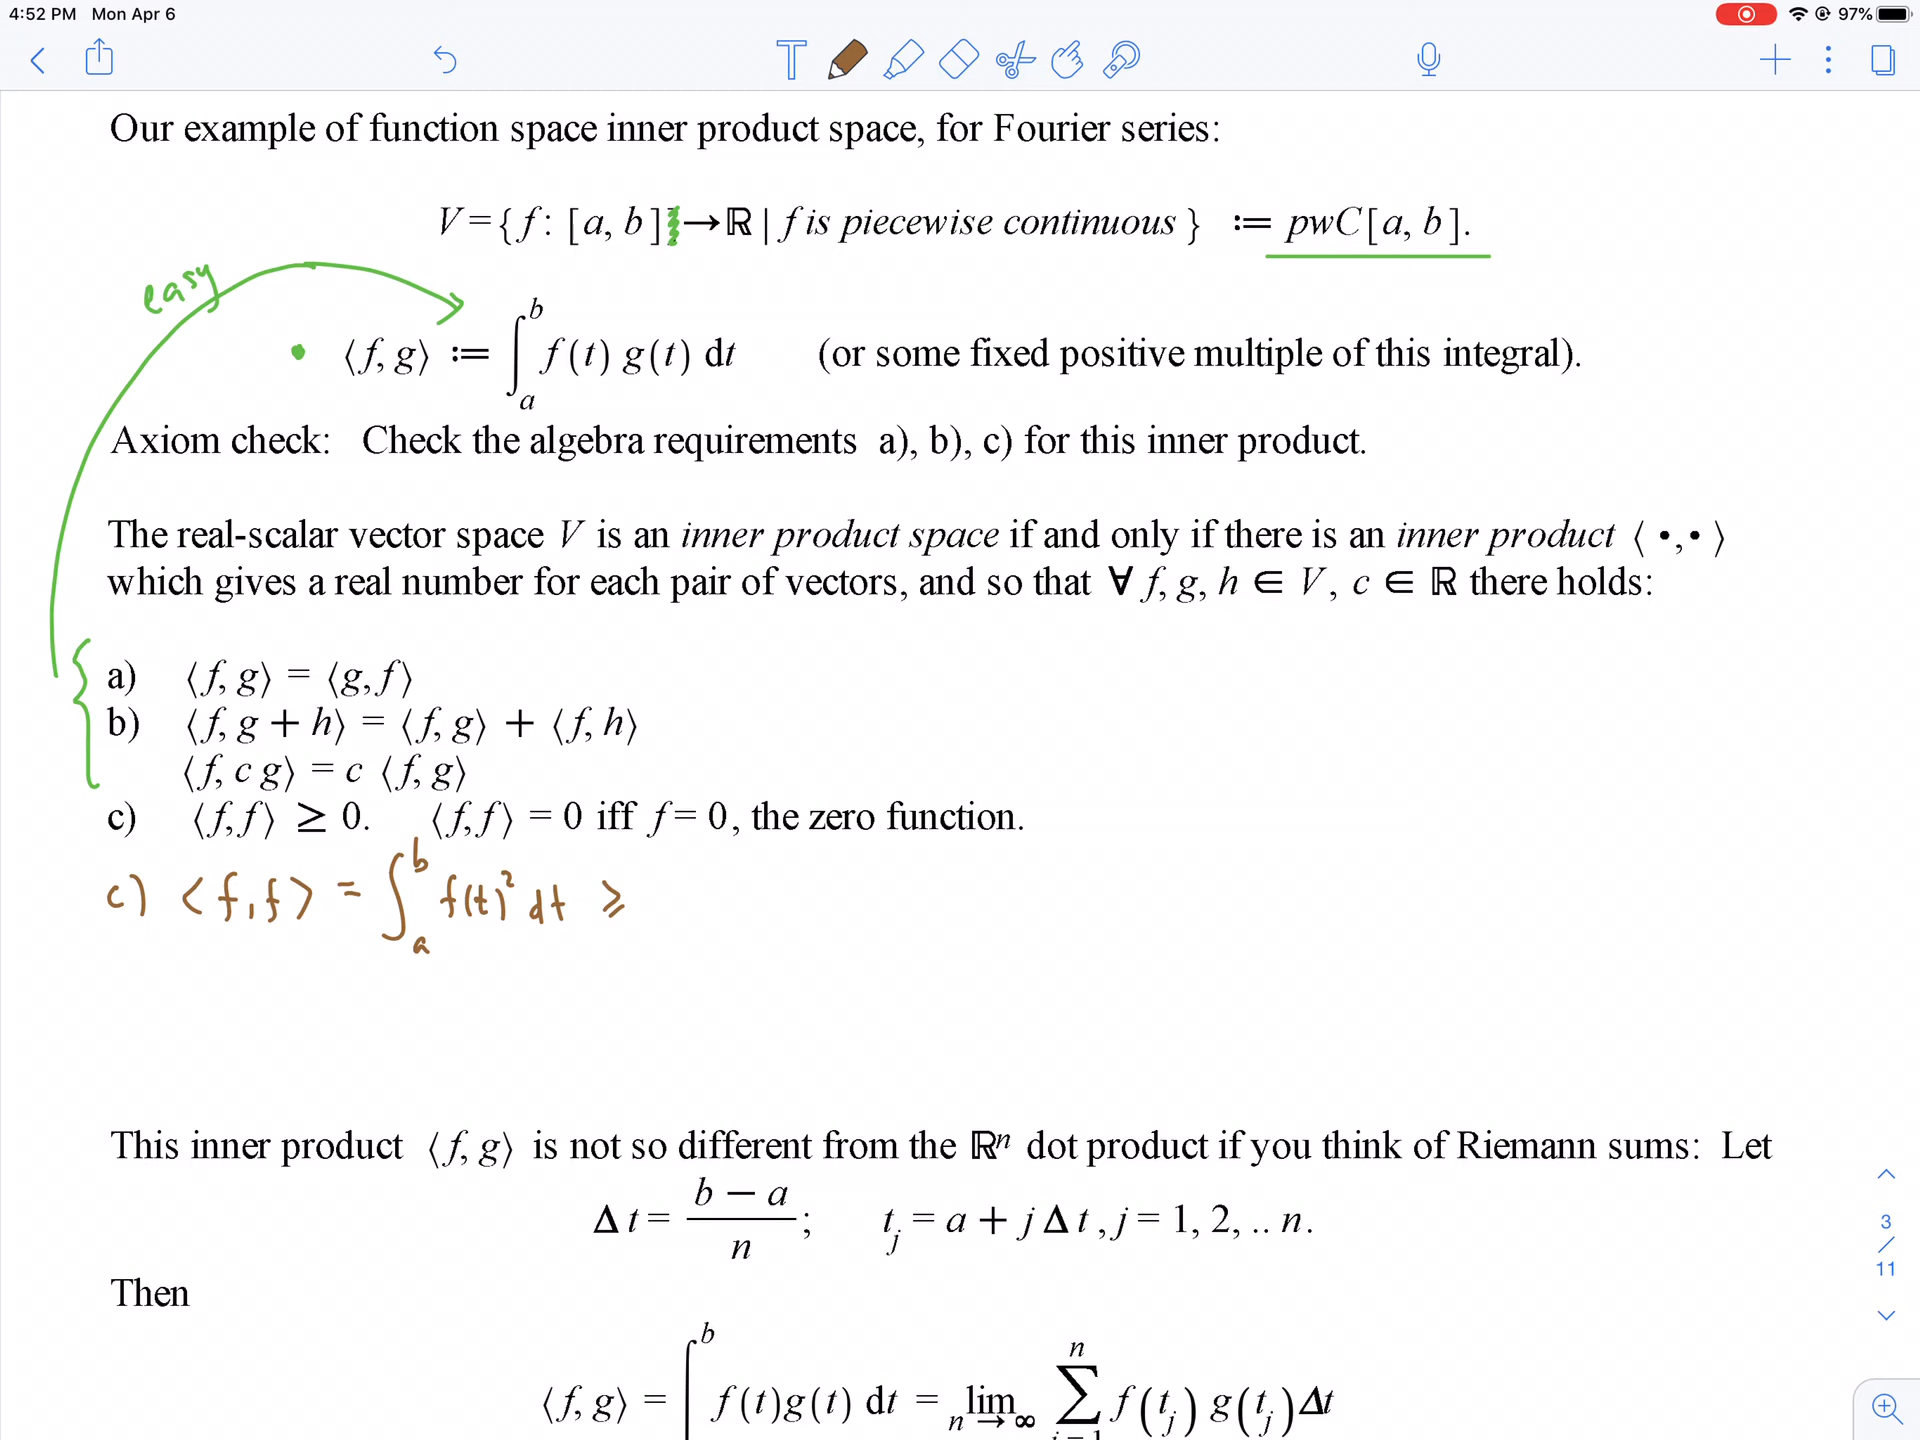 4:52 PM Mon Apr 6 97%
Our example of function space inner product space, for Fourier series:
V = { f : [a, b] → ℝ | f is piecewise continuous } := pwC[a, b].
easy
• ⟨f, g⟩ := ∫_a^b f(t) g(t) dt (or some fixed positive multiple of this integral).
Axiom check: Check the algebra requirements a), b), c) for this inner product.
The real-scalar vector space V is an inner product space if and only if there is an inner product ⟨ •,• ⟩
which gives a real number for each pair of vectors, and so that ∀ f, g, h ∈ V, c ∈ ℝ there holds:
a) ⟨f, g⟩ = ⟨g, f⟩
b) ⟨f, g + h⟩ = ⟨f, g⟩ + ⟨f, h⟩
⟨f, c g⟩ = c ⟨f, g⟩
c) ⟨f, f⟩ ≥ 0. ⟨f, f⟩ = 0 iff f = 0, the zero function.
c) <f, f> = ∫_a^b f(t)² dt ≥
This inner product ⟨f, g⟩ is not so different from the ℝⁿ dot product if you think of Riemann sums: Let
Δt = (b − a)/n ; t_j = a + j Δt , j = 1, 2, .. n.
3
/
11
Then
⟨f, g⟩ = ∫^b f(t)g(t) dt = lim_{n → ∞} ∑^n f(t_j) g(t_j)Δt